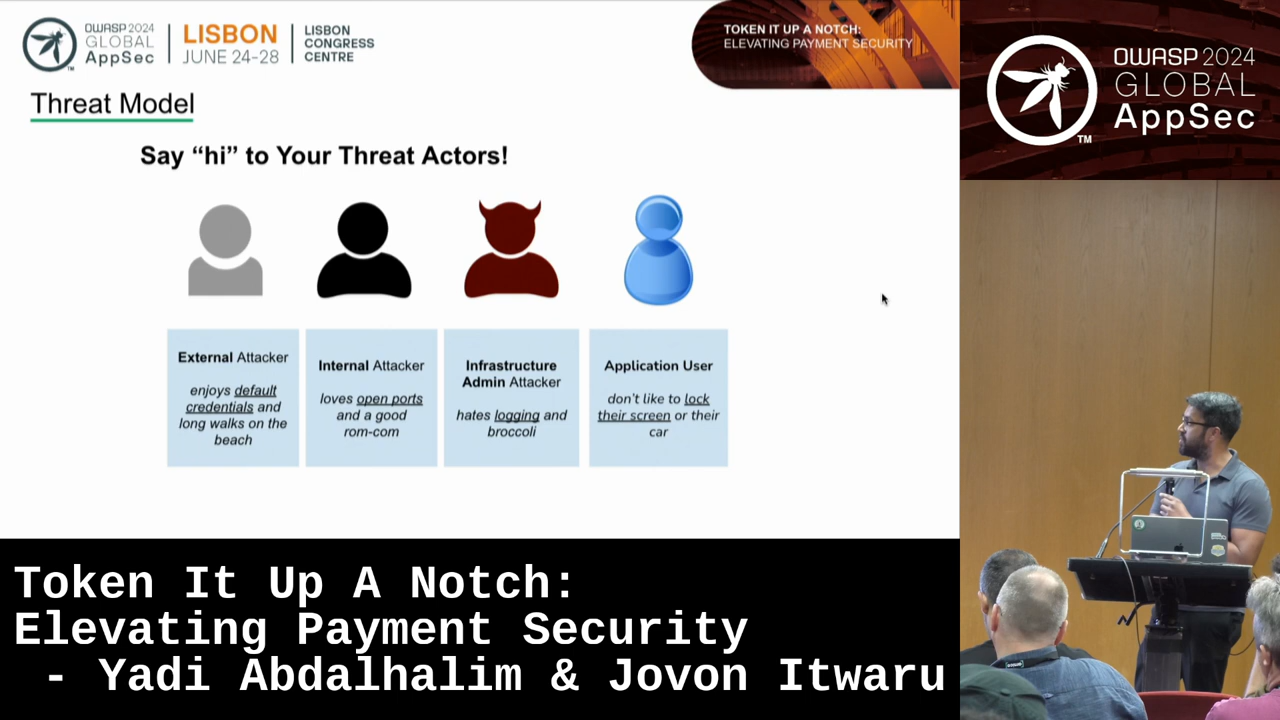 OWASP 2024
GLOBAL
AppSec
LISBON
JUNE 24-28
LISBON
CONGRESS
CENTRE
TOKEN IT UP A NOTCH:
ELEVATING PAYMENT SECURITY
OWASP 2024
GLOBAL
AppSec
TM
Threat Model
Say “hi” to Your Threat Actors!
External Attacker
enjoys default
credentials and
long walks on the
beach
Internal Attacker
loves open ports
and a good
rom-com
Infrastructure
Admin Attacker
hates logging and
broccoli
Application User
don’t like to lock
their screen or their
car
Token It Up A Notch:
Elevating Payment Security
- Yadi Abdalhalim & Jovon Itwaru